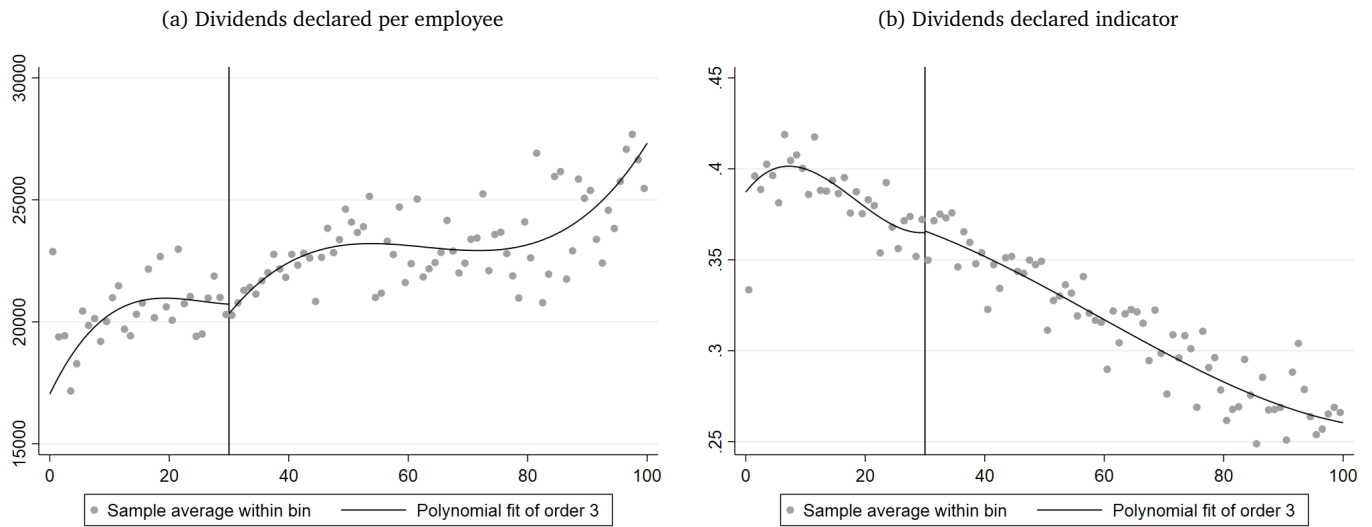 (a) Dividends declared per employee
30000
25000
20000
15000
0 20 40 60 80 100
Sample average within bin Polynomial fit of order 3
(b) Dividends declared indicator
.45
.4
.35
.3
.25
0 20 40 60 80 100
Sample average within bin Polynomial fit of order 3